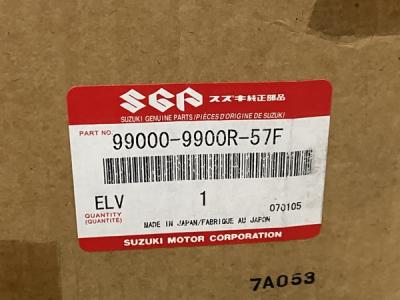 SGP スズキ純正部品
SUZUKI GENUINE PARTS/PIÈCES D'ORIGINE DE SUZUKI
PART NO. 99000-9900R-57F
ELV 1 070105
QUANTITY
(QUANTITÉ)
MADE IN JAPAN/FABRIQUE AU JAPON
SUZUKI MOTOR CORPORATION
7A053